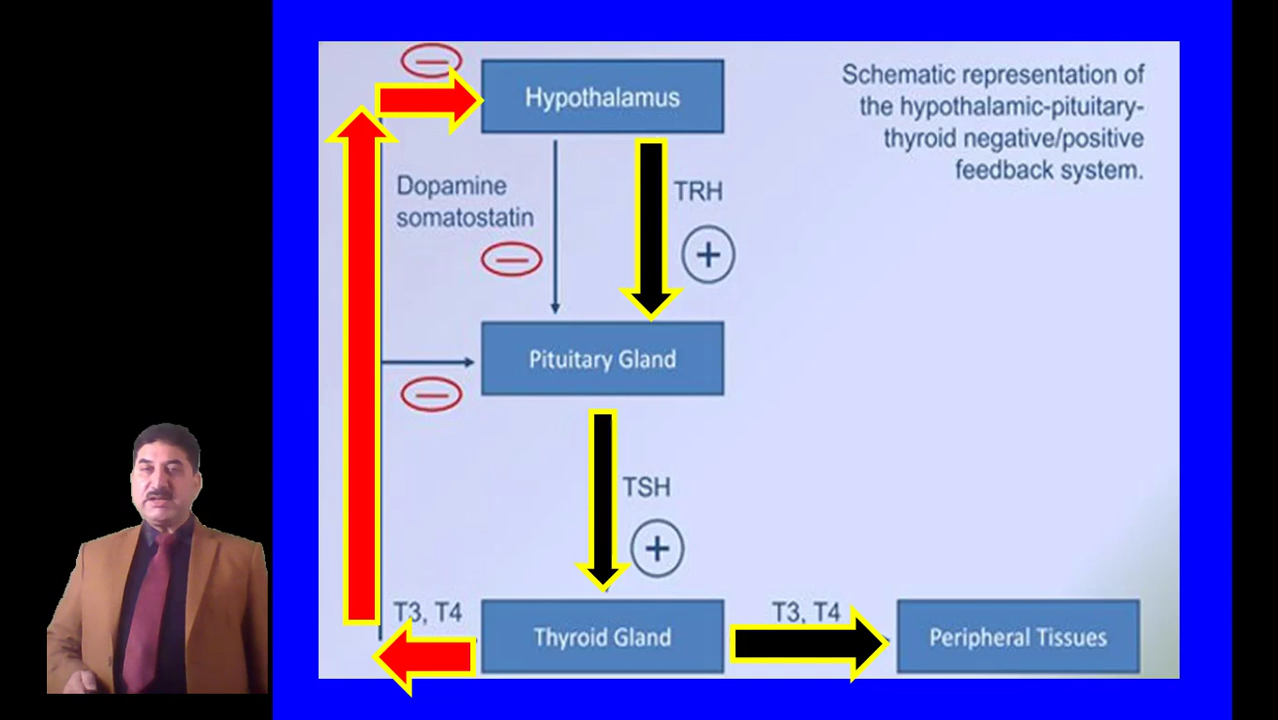 Schematic representation of
the hypothalamic-pituitary-
thyroid negative/positive
feedback system.
Hypothalamus
Dopamine
somatostatin
TRH
Pituitary Gland
TSH
T3, T4
Thyroid Gland
T3, T4
Peripheral Tissues